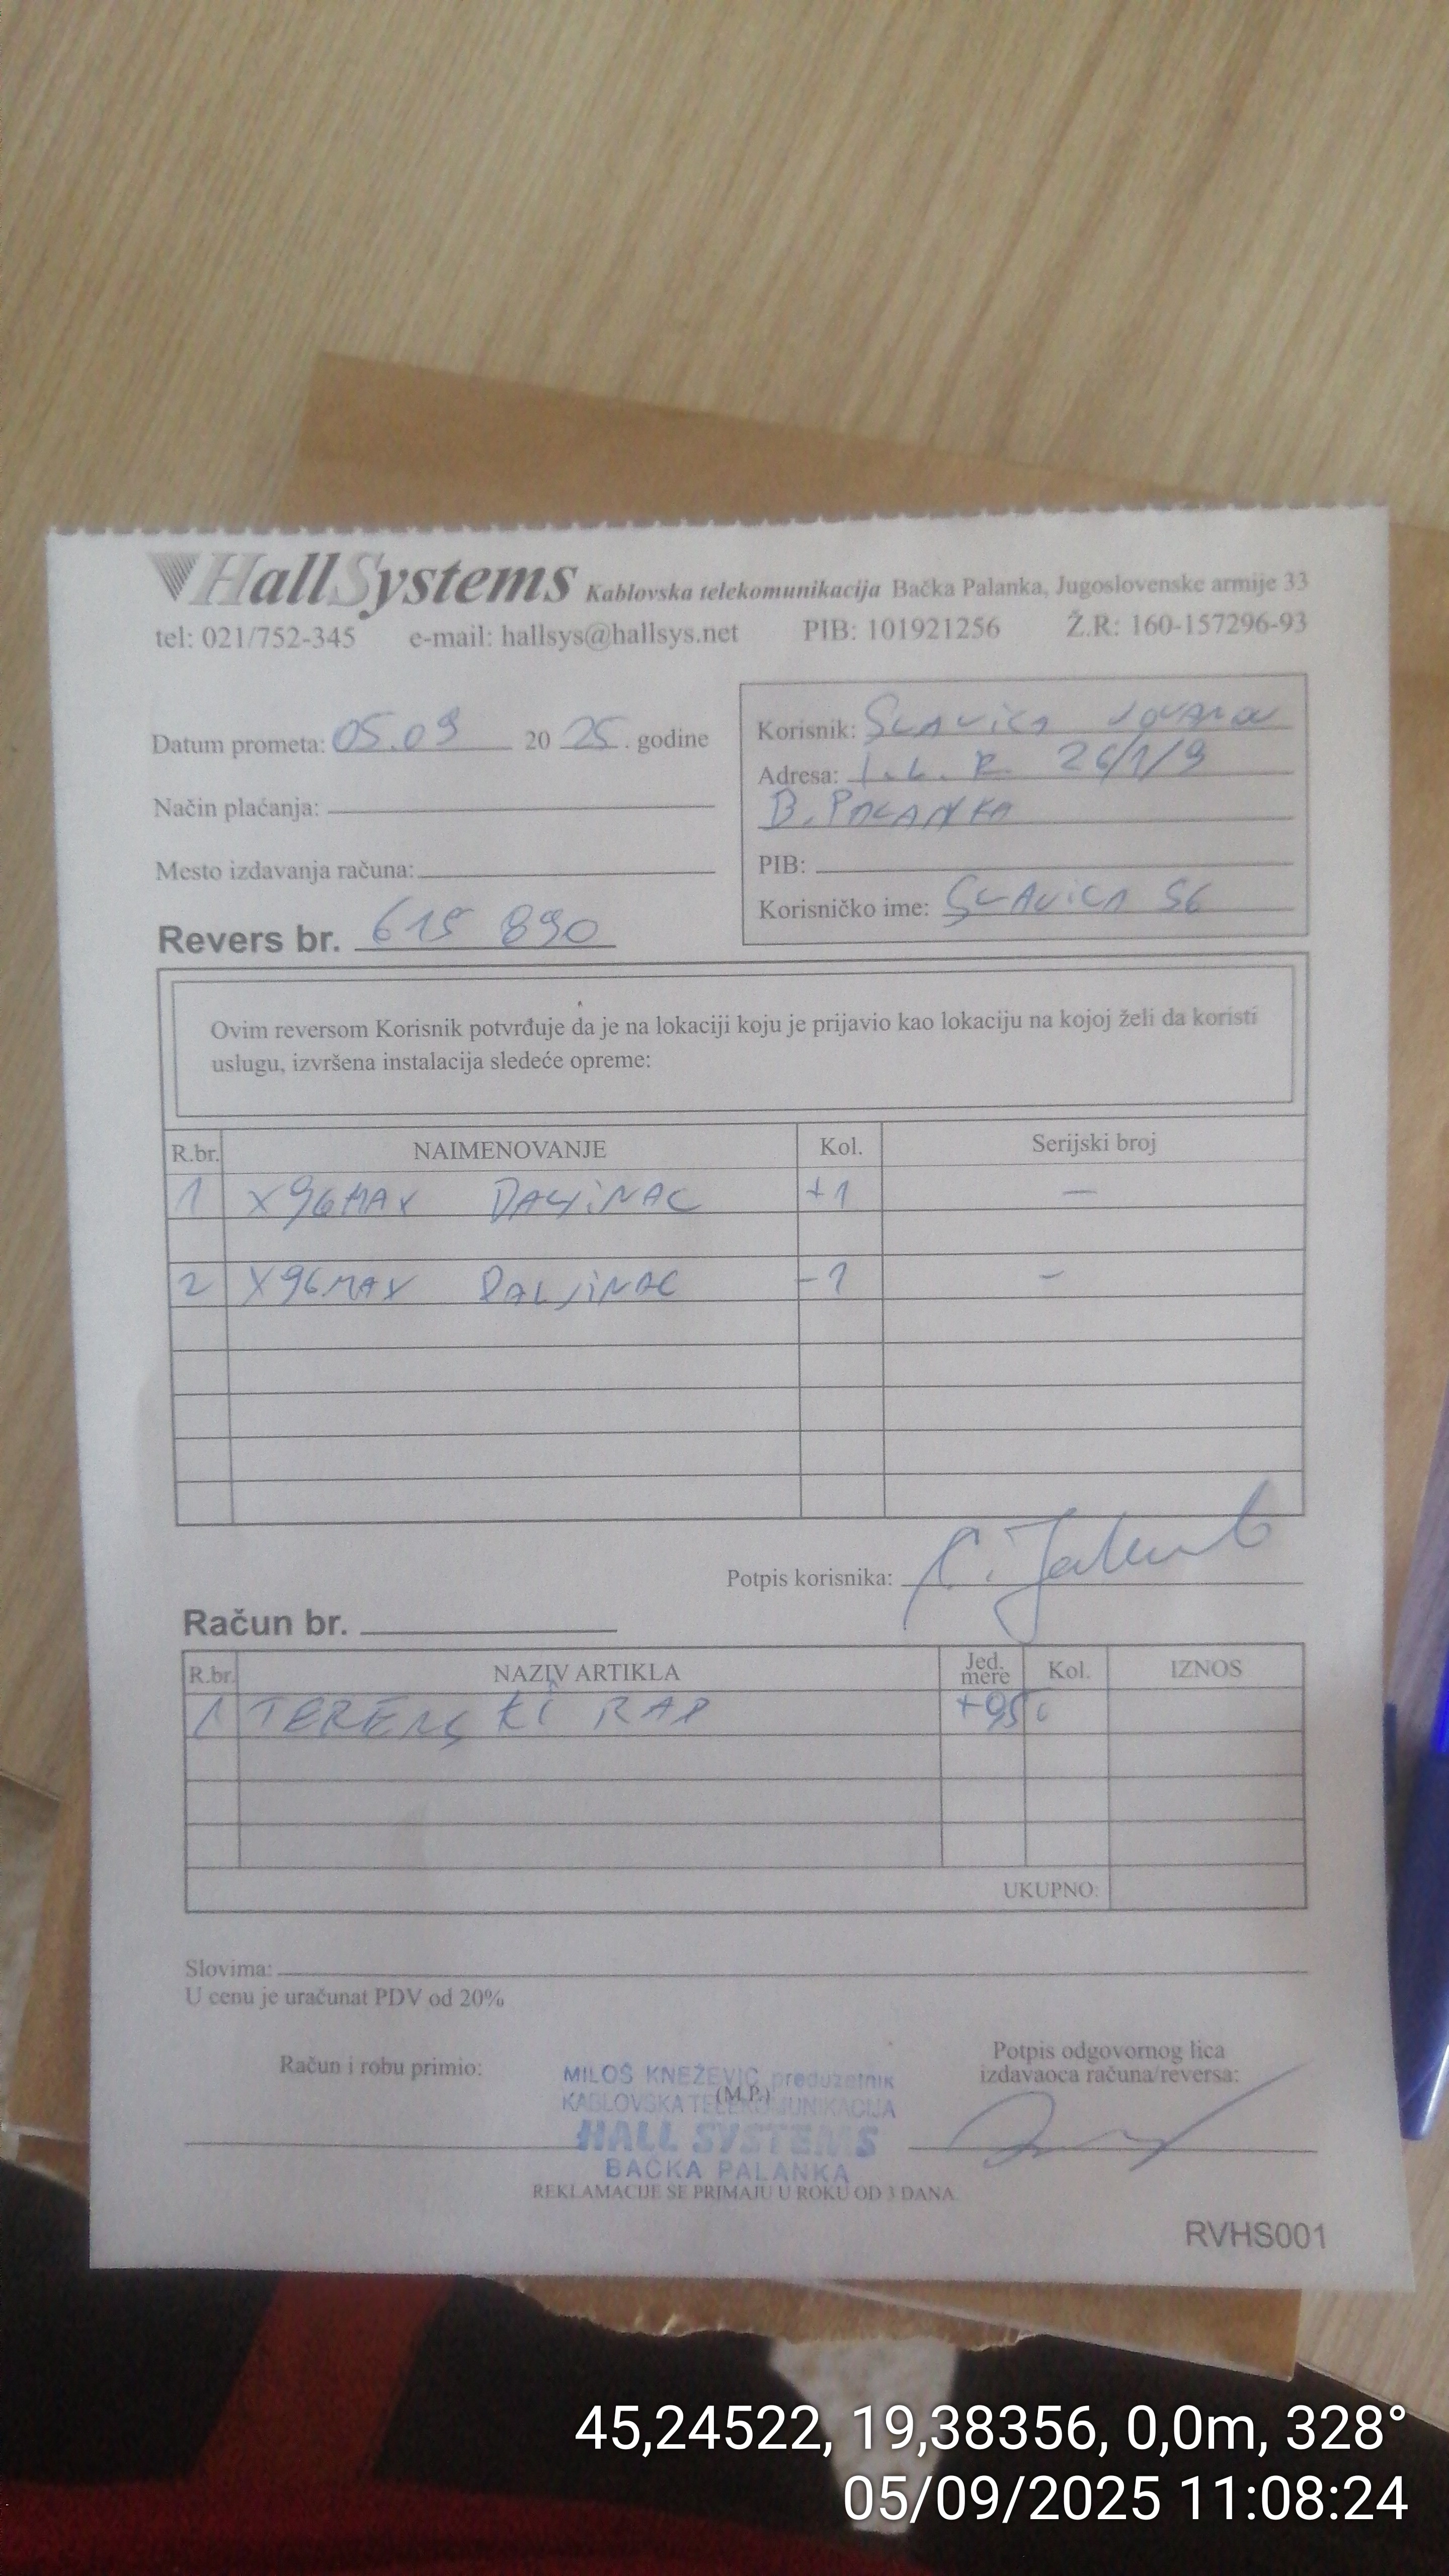 HallSystems Kablovska telekomunikacija Bačka Palanka, Jugoslovenske armije 33
tel: 021/752-345 e-mail: hallsys@hallsys.net PIB: 101921256 Ž.R: 160-157296-93
Datum prometa: 05.09 2025. godine
Način plaćanja:
Mesto izdavanja računa:
Revers br. 615 890
Korisnik: SLAVICA
Adresa: 26/1/9
B. PALANKA
PIB:
Korisničko ime: SLAVICA 56
Ovim reversom Korisnik potvrđuje da je na lokaciji koju je prijavio kao lokaciju na kojoj želi da koristi
uslugu, izvršena instalacija sledeće opreme:
R.br. NAIMENOVANJE Kol. Serijski broj
1 X96MAX DALJiNAC +1 —
2 X96MAX DALJiNAC -1 -
Potpis korisnika:
Račun br.
R.br. NAZIV ARTIKLA Jed. mere Kol. IZNOS
1 TERENSKI RAD
UKUPNO:
Slovima:
U cenu je uračunat PDV od 20%
Račun i robu primio:
(M.P.)
Potpis odgovornog lica
izdavaoca računa/reversa:
MILOŠ KNEŽEVIĆ preduzetnik
KABLOVSKA TELEKOMUNIKACIJA
HALL SYSTEMS
BAČKA PALANKA
REKLAMACIJE SE PRIMAJU U ROKU OD 3 DANA.
RVHS001
45,24522, 19,38356, 0,0m, 328°
05/09/2025 11:08:24